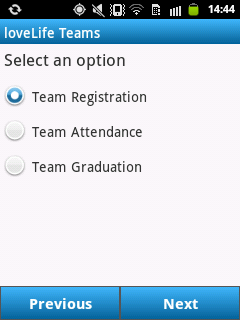 14:44
loveLife Teams
Select an option
Team Registration
Team Attendance
Team Graduation
Previous Next